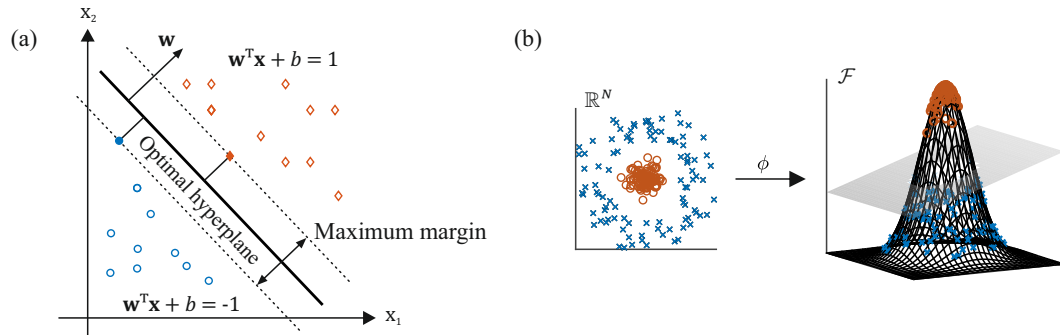 (a)
x₂
w
wᵀx + b = 1
Optimal hyperplane
Maximum margin
wᵀx + b = -1
x₁
(b)
ℝᴺ
ϕ
ℱ